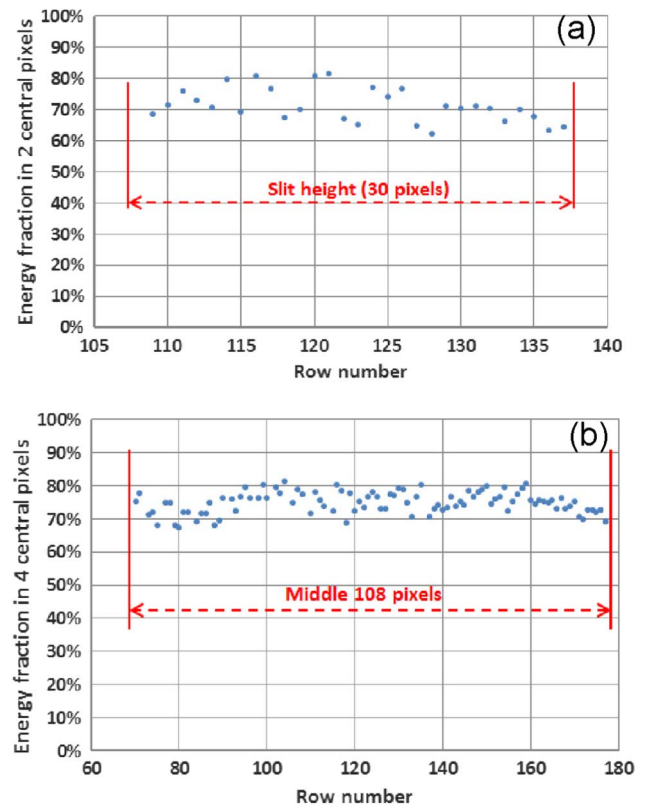 100%
90%
80%
70%
60%
50%
40%
30%
20%
10%
0%
Energy fraction in 2 central pixels
(a)
Slit height (30 pixels)
105 110 115 120 125 130 135 140
Row number
100%
90%
80%
70%
60%
50%
40%
30%
20%
10%
0%
Energy fraction in 4 central pixels
(b)
Middle 108 pixels
60 80 100 120 140 160 180
Row number